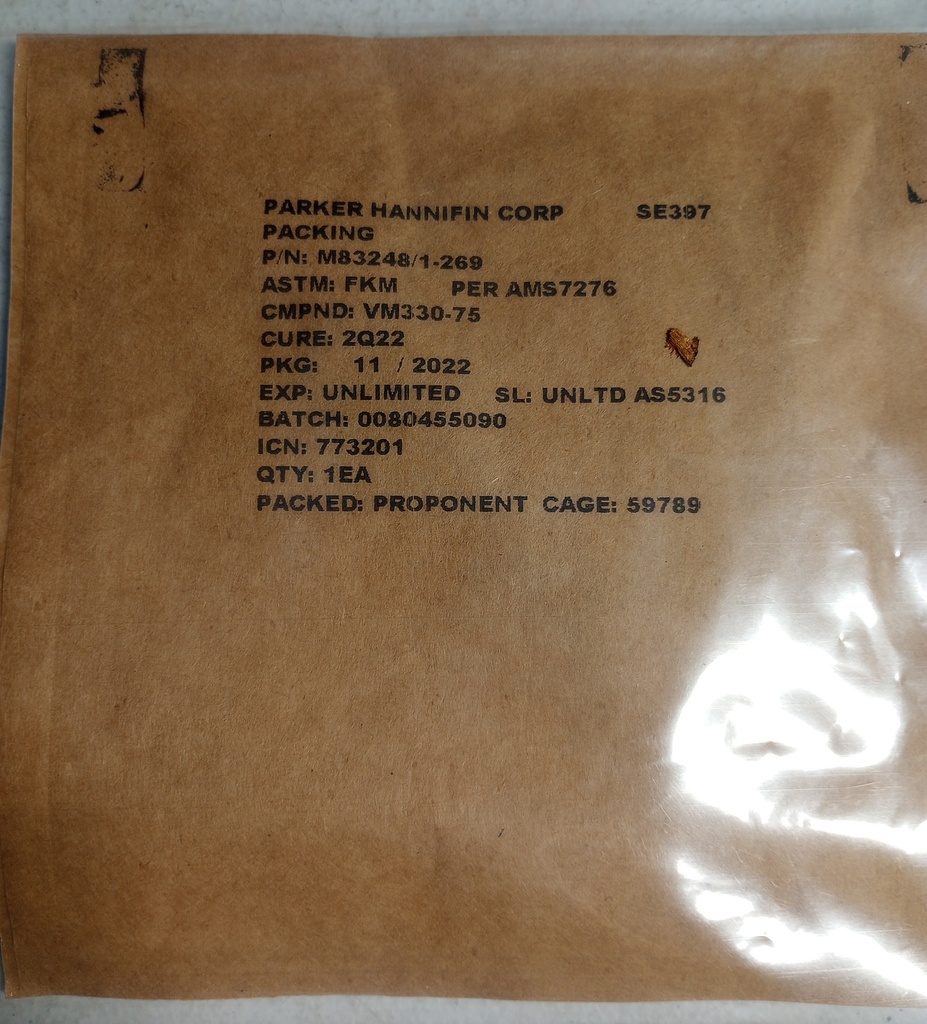 PARKER HANNIFIN CORP SE397
PACKING
P/N: M83248/1-269
ASTM: FKM PER AMS7276
CMPND: VM330-75
CURE: 2Q22
PKG: 11 / 2022
EXP: UNLIMITED SL: UNLTD AS5316
BATCH: 0080455090
ICN: 773201
QTY: 1EA
PACKED: PROPONENT CAGE: 59789